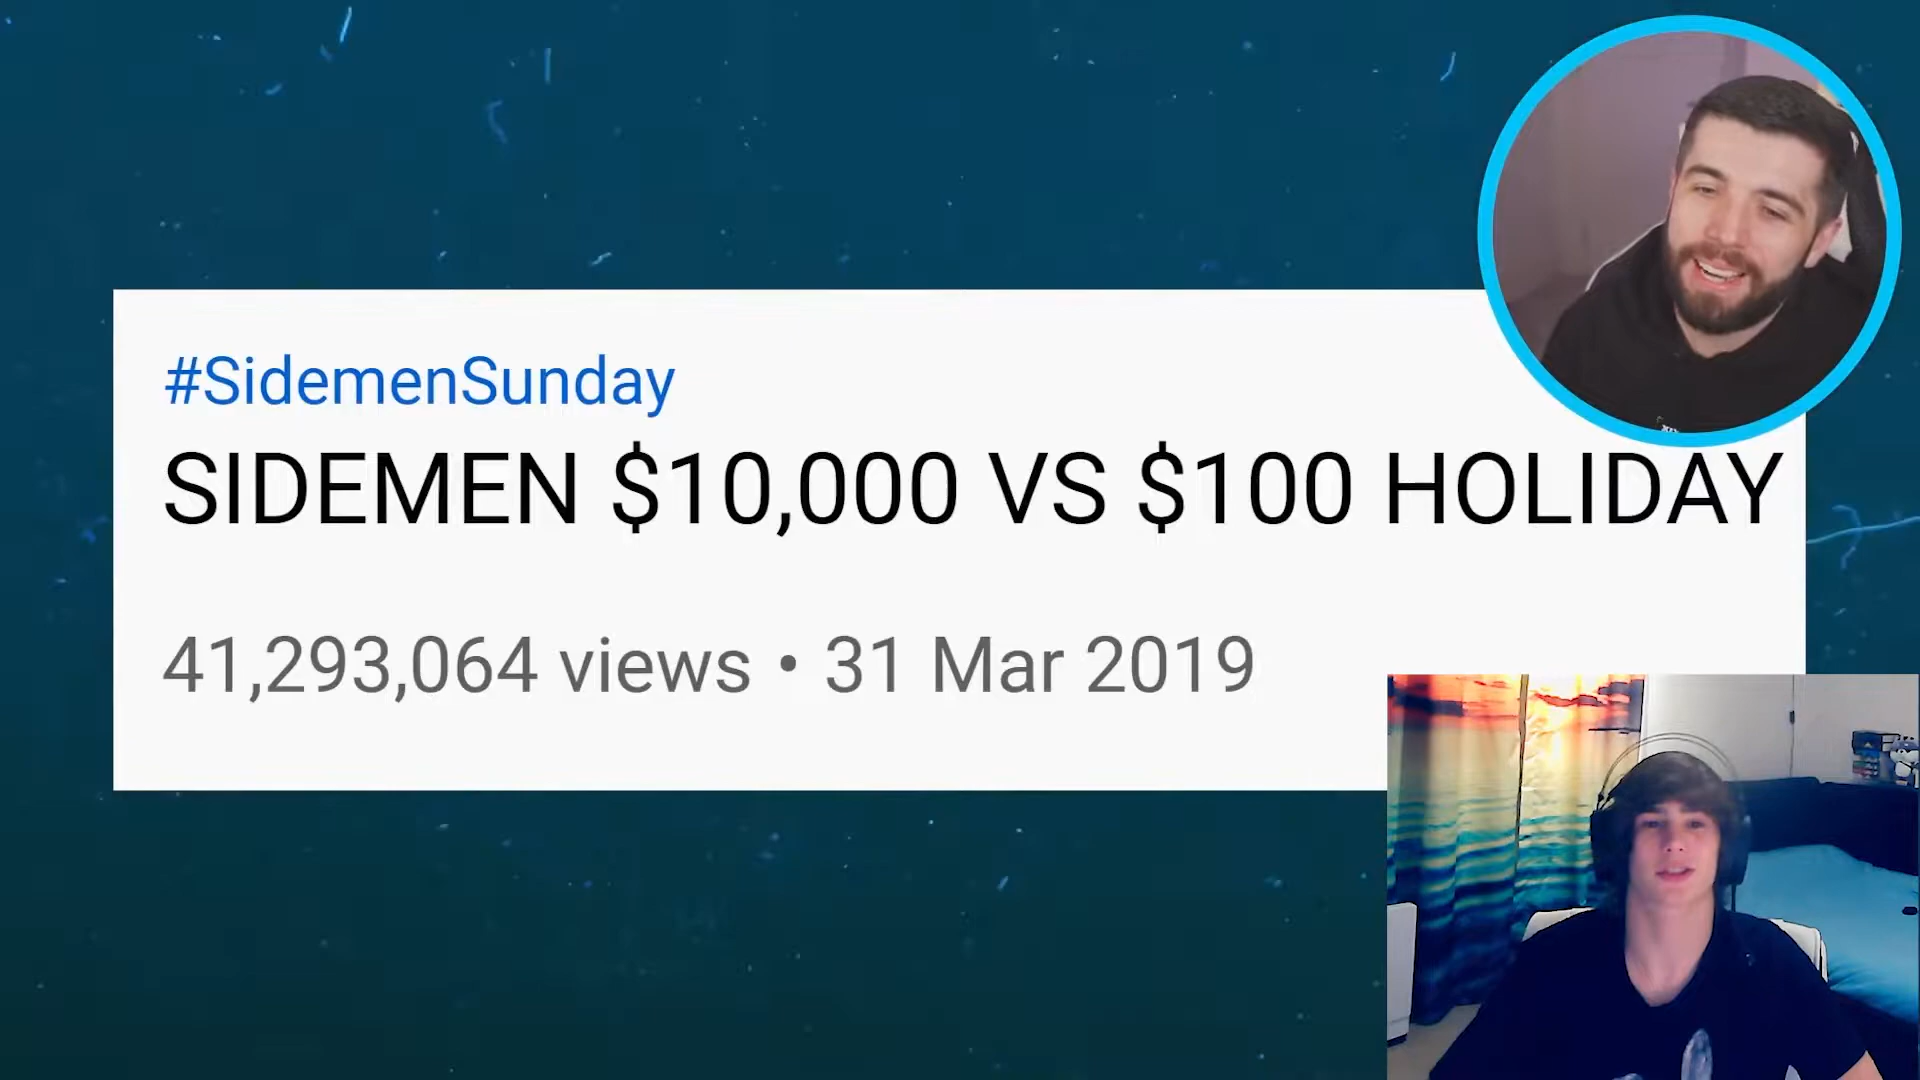 #SidemenSunday
SIDEMEN $10,000 VS $100 HOLIDAY
41,293,064 views • 31 Mar 2019